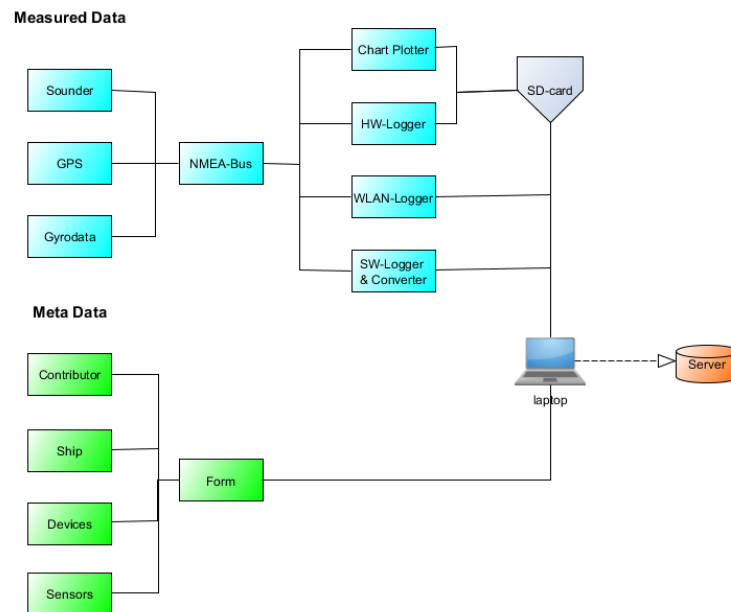 Measured Data
Sounder
GPS
Gyrodata
NMEA-Bus
Chart Plotter
HW-Logger
WLAN-Logger
SW-Logger
& Converter
SD-card
Meta Data
Contributor
Ship
Devices
Sensors
Form
laptop
Server